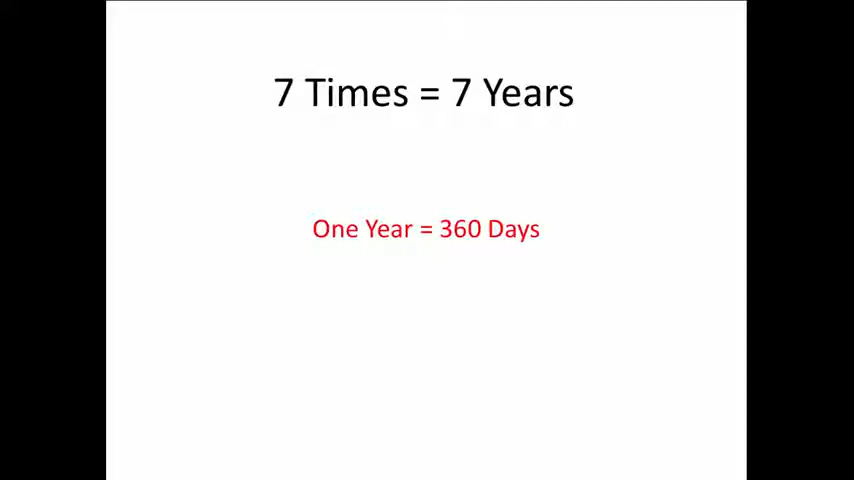 7 Times = 7 Years
One Year = 360 Days